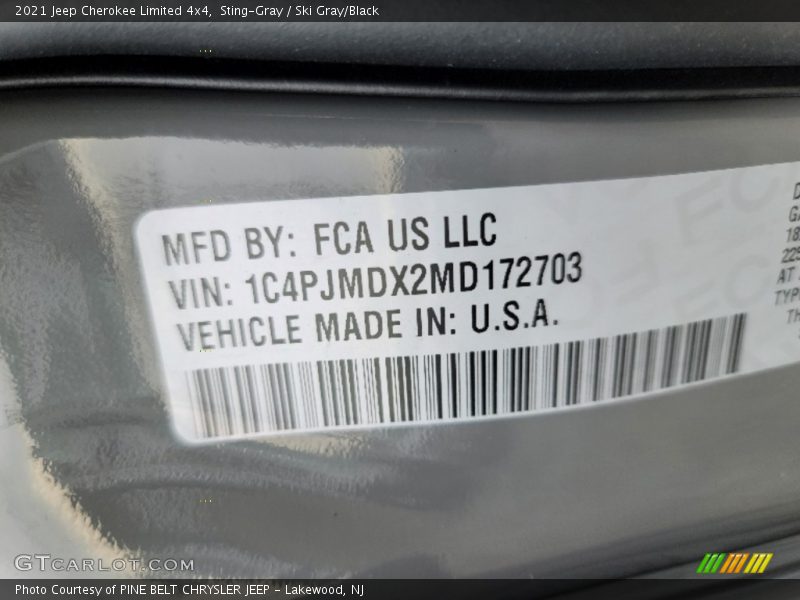 2021 Jeep Cherokee Limited 4x4, Sting-Gray / Ski Gray/Black
MFD BY: FCA US LLC
VIN: 1C4PJMDX2MD172703
VEHICLE MADE IN: U.S.A.
AT
GTCARLOT.COM
Photo Courtesy of PINE BELT CHRYSLER JEEP - Lakewood, NJ